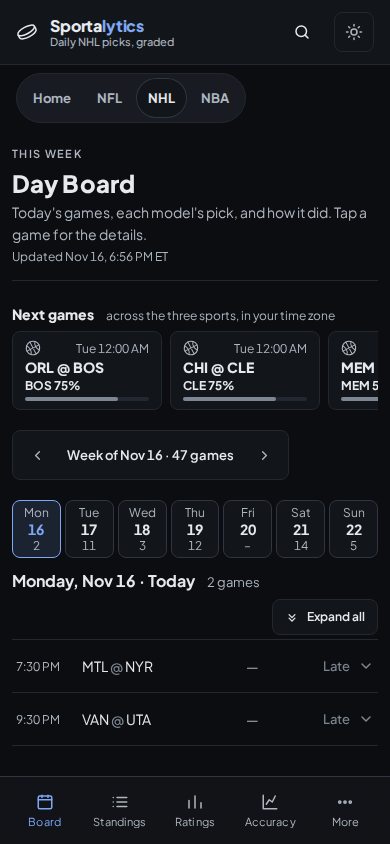 Sportalytics
Daily NHL picks, graded
Home NFL NHL NBA
THIS WEEK
Day Board
Today's games, each model's pick, and how it did. Tap a
game for the details.
Updated Nov 16, 6:56 PM ET
Next games across the three sports, in your time zone
Tue 12:00 AM
ORL @ BOS
BOS 75%
Tue 12:00 AM
CHI @ CLE
CLE 75%
MEM
MEM 5
Week of Nov 16 · 47 games
Mon Tue Wed Thu Fri Sat Sun
16 17 18 19 20 21 22
2 11 3 12 – 14 5
Monday, Nov 16 · Today 2 games
Expand all
7:30 PM MTL @ NYR — Late
9:30 PM VAN @ UTA — Late
Board Standings Ratings Accuracy More